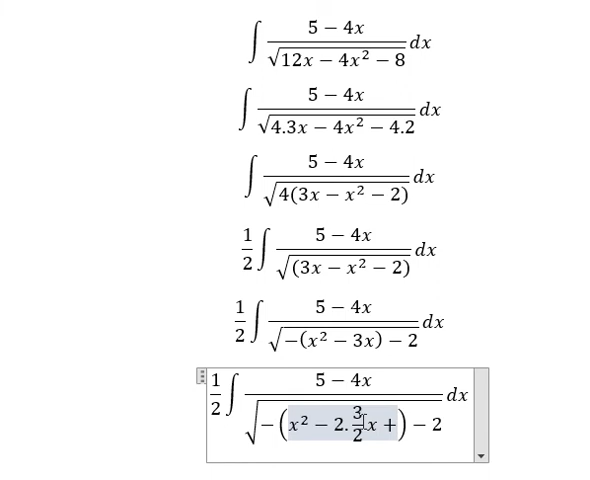 ∫ (5 − 4x)/√(12x − 4x² − 8) dx
∫ (5 − 4x)/√(4.3x − 4x² − 4.2) dx
∫ (5 − 4x)/√(4(3x − x² − 2)) dx
1/2 ∫ (5 − 4x)/√((3x − x² − 2)) dx
1/2 ∫ (5 − 4x)/√(−(x² − 3x) − 2) dx
1/2 ∫ (5 − 4x)/√(−(x² − 2.3/2 x +) − 2) dx